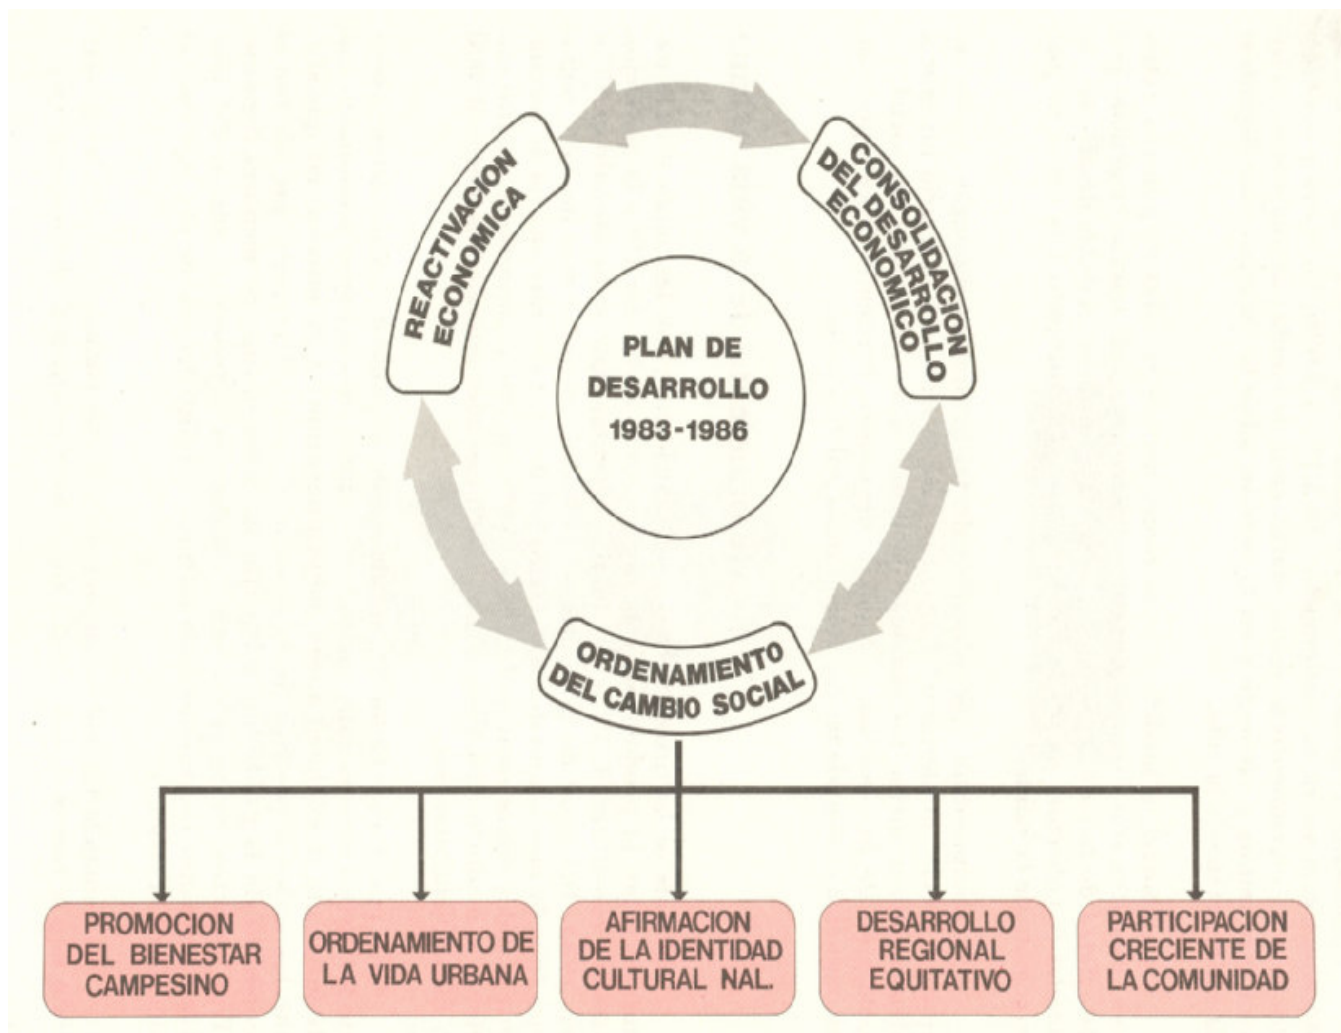 REACTIVACION
ECONOMICA
CONSOLIDACION
DEL DESARROLLO
ECONOMICO
PLAN DE
DESARROLLO
1983-1986
ORDENAMIENTO
DEL CAMBIO SOCIAL
PROMOCION
DEL BIENESTAR
CAMPESINO
ORDENAMIENTO DE
LA VIDA URBANA
AFIRMACION
DE LA IDENTIDAD
CULTURAL NAL.
DESARROLLO
REGIONAL
EQUITATIVO
PARTICIPACION
CRECIENTE DE
LA COMUNIDAD